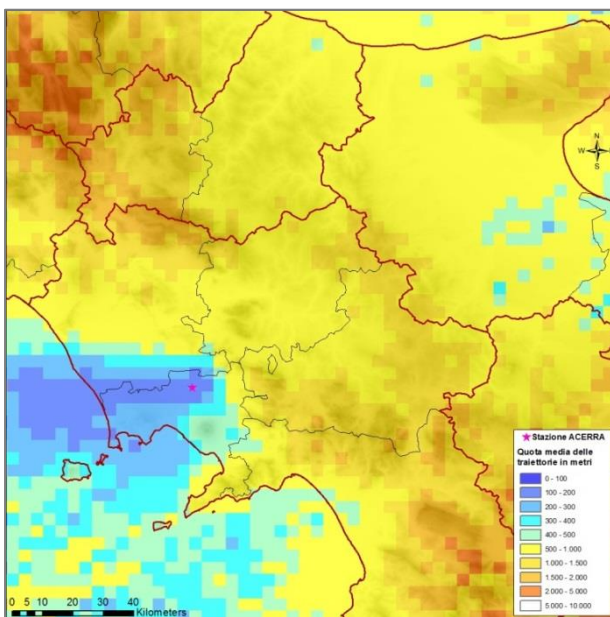 N
W
S
Stazione ACERRA
Quota media delle
traiettorie in metri
0 - 100
100 - 200
200 - 300
300 - 400
400 - 500
500 - 1.000
1.000 - 1.500
1.500 - 2.000
2.000 - 5.000
5.000 - 10.000
0 5 10 20 30 40
Kilometers